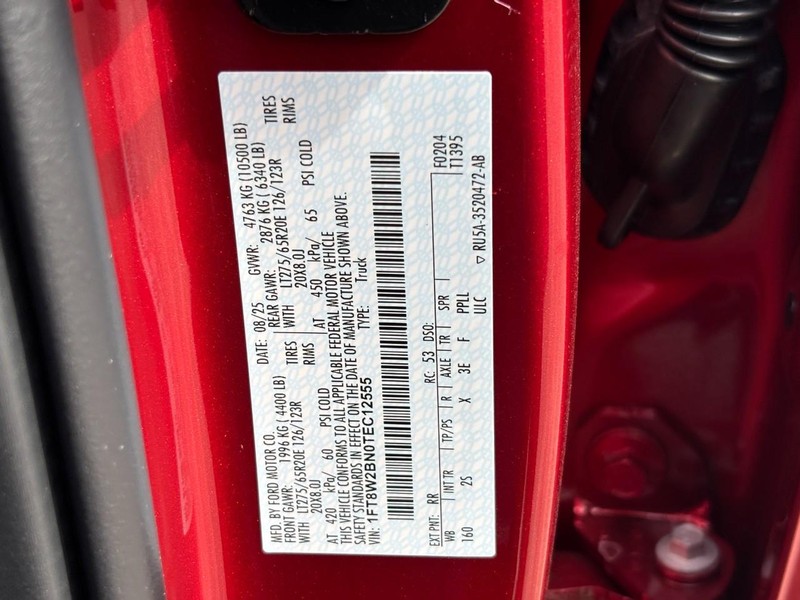 MFD. BY FORD MOTOR CO.
DATE: 08/25 GVWR: 4763 KG (10500 LB)
FRONT GAWR: 1996 KG ( 4400 LB) REAR GAWR: 2876 KG ( 6340 LB)
WITH LT275/65R20E 126/123R TIRES WITH LT275/65R20E 126/123R TIRES
20X8.0J RIMS 20X8.0J RIMS
AT 420 kPa/ 60 PSI COLD AT 450 kPa/ 65 PSI COLD
THIS VEHICLE CONFORMS TO ALL APPLICABLE FEDERAL MOTOR VEHICLE
SAFETY STANDARDS IN EFFECT ON THE DATE OF MANUFACTURE SHOWN ABOVE.
VIN: 1FT8W2BN0TEC12555 TYPE: Truck
EXT PNT: RR RC: 53 DSO: F0204
WB INT TR TP/PS R AXLE TR SPR T1395
160 2S X 3E F PPLL
ULC ▽ RU5A-3520472-AB